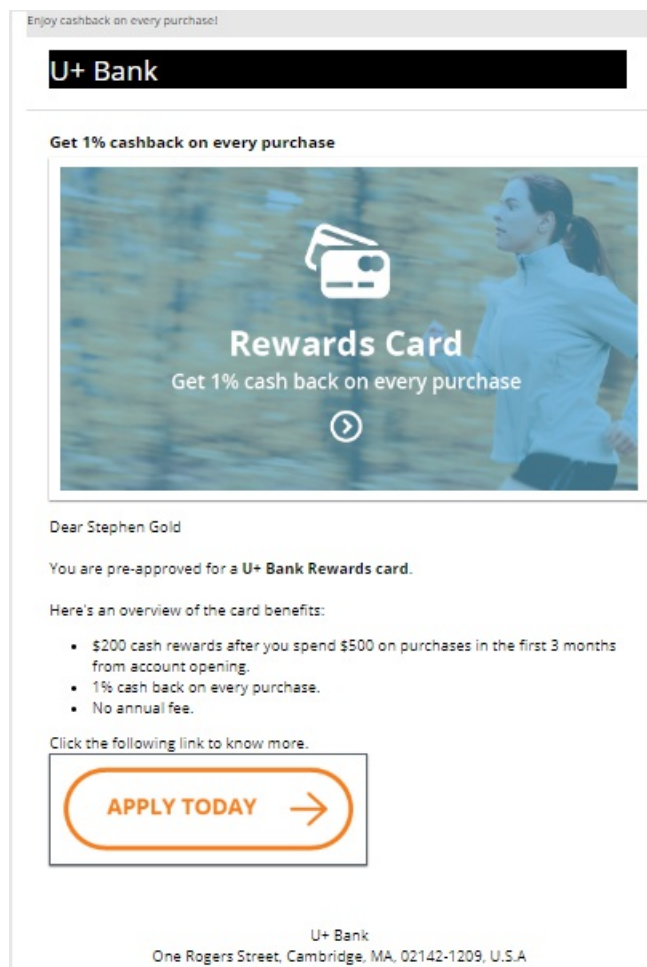 Enjoy cashback on every purchase!
U+ Bank
Get 1% cashback on every purchase
Rewards Card
Get 1% cash back on every purchase
Dear Stephen Gold
You are pre-approved for a U+ Bank Rewards card.
Here's an overview of the card benefits:
• $200 cash rewards after you spend $500 on purchases in the first 3 months
from account opening.
• 1% cash back on every purchase.
• No annual fee.
Click the following link to know more.
APPLY TODAY
U+ Bank
One Rogers Street, Cambridge, MA, 02142-1209, U.S.A